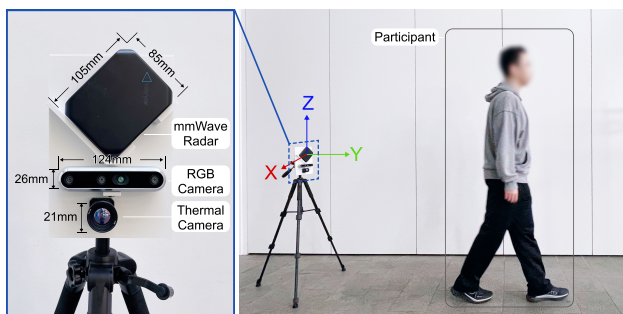 105mm
85mm
mmWave
Radar
124mm
26mm
RGB
Camera
21mm
Thermal
Camera
Participant
Z
Y
X